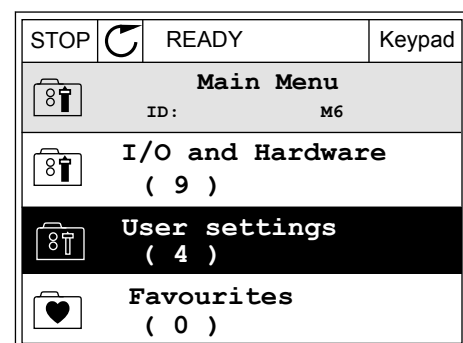 STOP READY Keypad
Main Menu
ID: M6
I/O and Hardware
( 9 )
User settings
( 4 )
Favourites
( 0 )